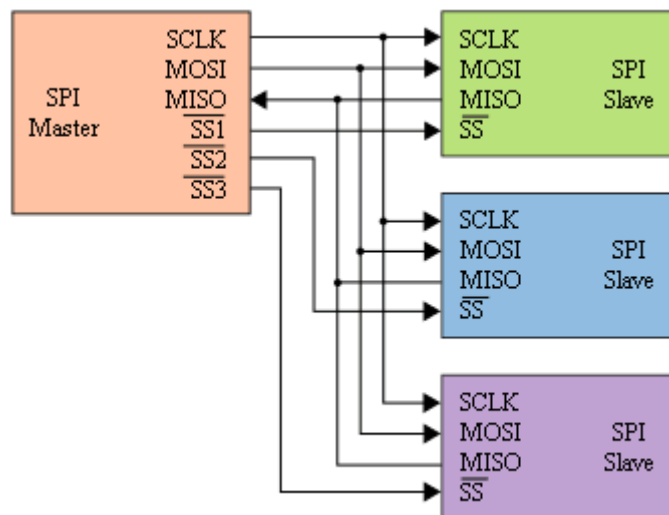 SCLK
MOSI
MISO
SS1
SS2
SS3
SPI
Master
SCLK
MOSI
MISO
SS
SPI
Slave
SCLK
MOSI
MISO
SS
SPI
Slave
SCLK
MOSI
MISO
SS
SPI
Slave